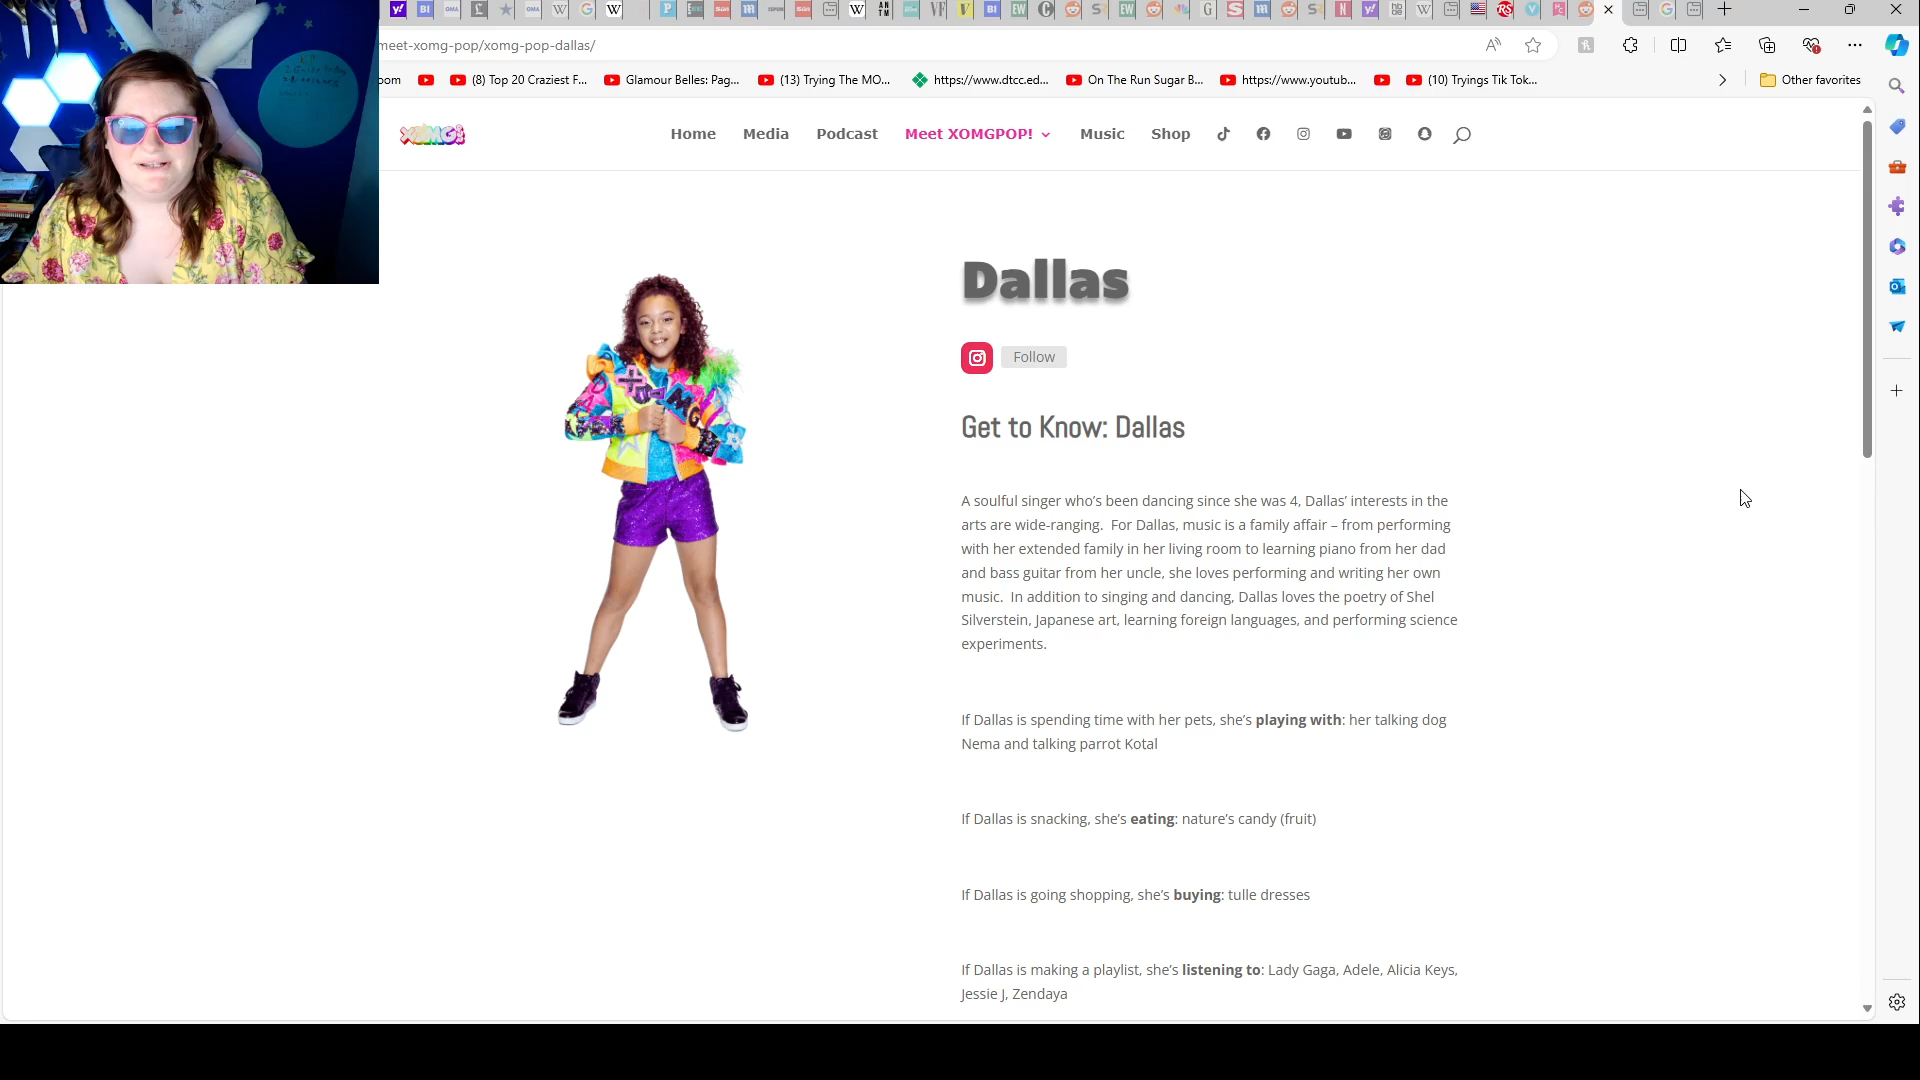 meet-xomg-pop/xomg-pop-dallas/
oom
(8) Top 20 Craziest F...
Glamour Belles: Pag...
(13) Trying The MO...
https://www.dtcc.ed...
On The Run Sugar B...
https://www.youtub...
(10) Tryings Tik Tok...
Other favorites
XOMG
Home
Media
Podcast
Meet XOMGPOP!
Music
Shop
Dallas
Follow
Get to Know: Dallas
A soulful singer who's been dancing since she was 4, Dallas' interests in the
arts are wide-ranging.  For Dallas, music is a family affair – from performing
with her extended family in her living room to learning piano from her dad
and bass guitar from her uncle, she loves performing and writing her own
music.  In addition to singing and dancing, Dallas loves the poetry of Shel
Silverstein, Japanese art, learning foreign languages, and performing science
experiments.
If Dallas is spending time with her pets, she's playing with: her talking dog
Nema and talking parrot Kotal
If Dallas is snacking, she's eating: nature's candy (fruit)
If Dallas is going shopping, she's buying: tulle dresses
If Dallas is making a playlist, she's listening to: Lady Gaga, Adele, Alicia Keys,
Jessie J, Zendaya